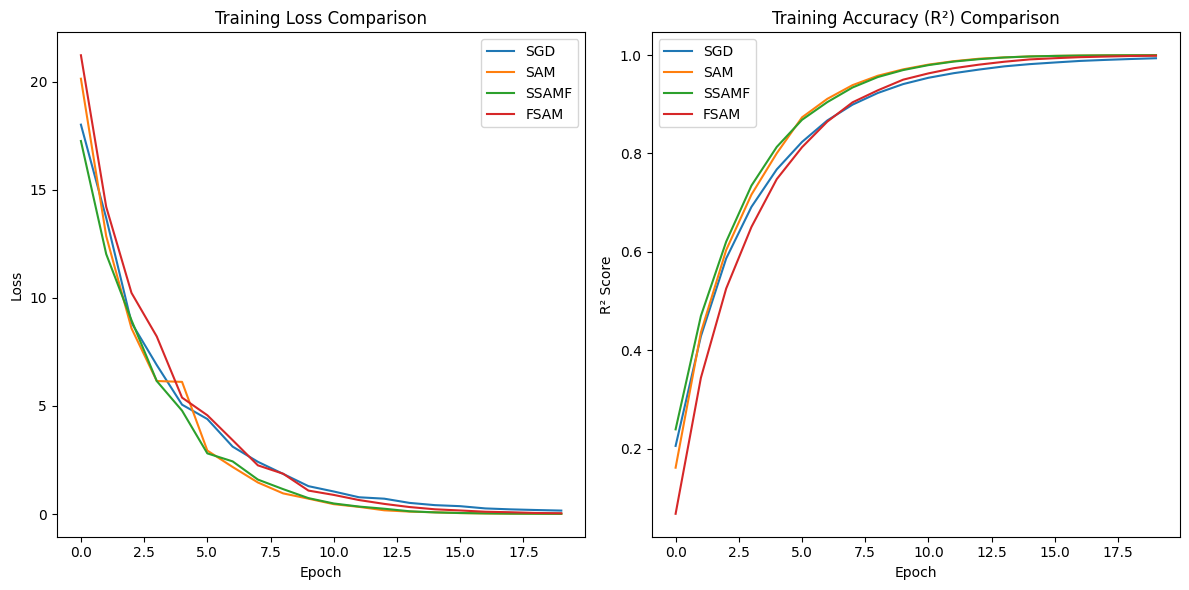 Training Loss Comparison
SGD
SAM
SSAMF
FSAM
20
15
10
5
0
Loss
0.0 2.5 5.0 7.5 10.0 12.5 15.0 17.5
Epoch
Training Accuracy (R²) Comparison
SGD
SAM
SSAMF
FSAM
1.0
0.8
0.6
0.4
0.2
R² Score
0.0 2.5 5.0 7.5 10.0 12.5 15.0 17.5
Epoch